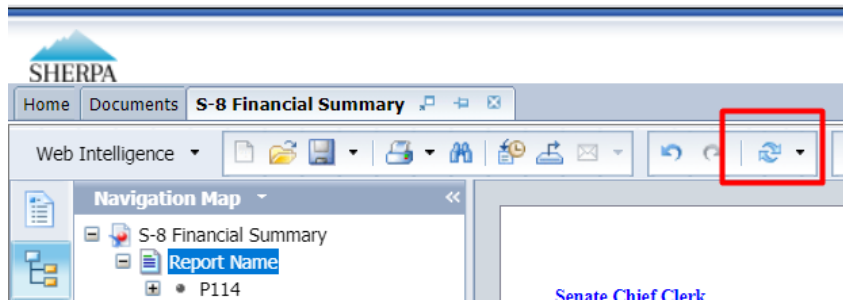 SHERPA
Home Documents S-8 Financial Summary
Web Intelligence
Navigation Map
S-8 Financial Summary
Report Name
P114
Senate Chief Clerk